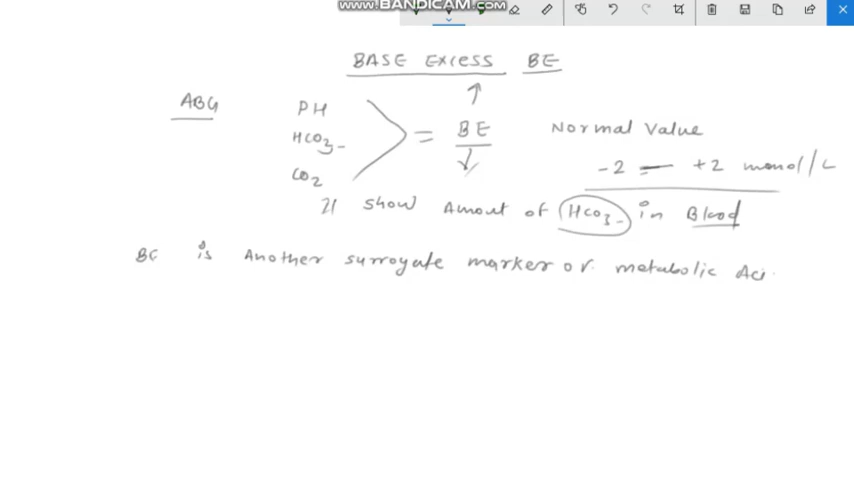 www.BANDICAM.com
BASE Excess BE
ABG
PH
HCO3-
CO2
= BE
Normal Value
-2 — +2 mmol/L
It show Amount of HCO3- in Blood
BE is Another surrogate marker of metabolic Aci